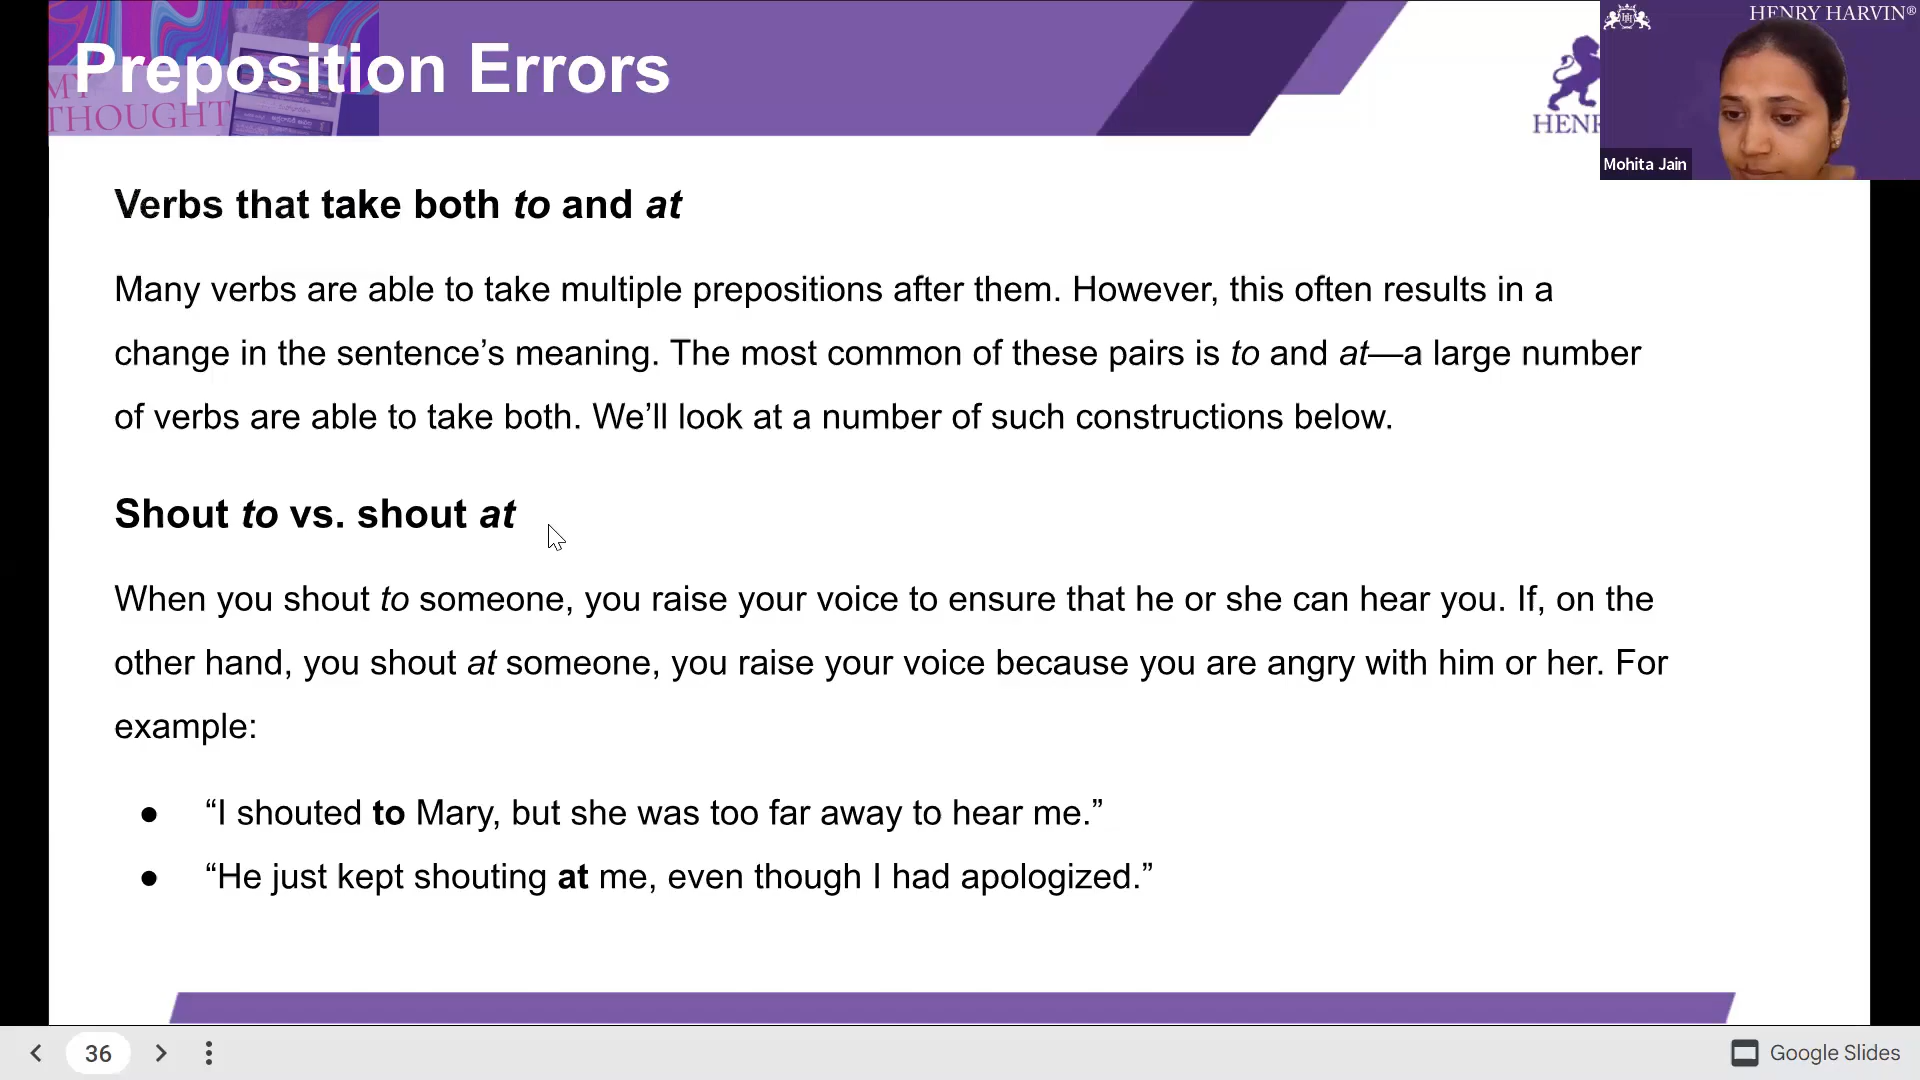 Preposition Errors
MY
THOUGHT
HENRY HARVIN®
HENR
Mohita Jain
Verbs that take both to and at
Many verbs are able to take multiple prepositions after them. However, this often results in a
change in the sentence’s meaning. The most common of these pairs is to and at—a large number
of verbs are able to take both. We’ll look at a number of such constructions below.
Shout to vs. shout at
When you shout to someone, you raise your voice to ensure that he or she can hear you. If, on the
other hand, you shout at someone, you raise your voice because you are angry with him or her. For
example:
● “I shouted to Mary, but she was too far away to hear me.”
● “He just kept shouting at me, even though I had apologized.”
36
Google Slides